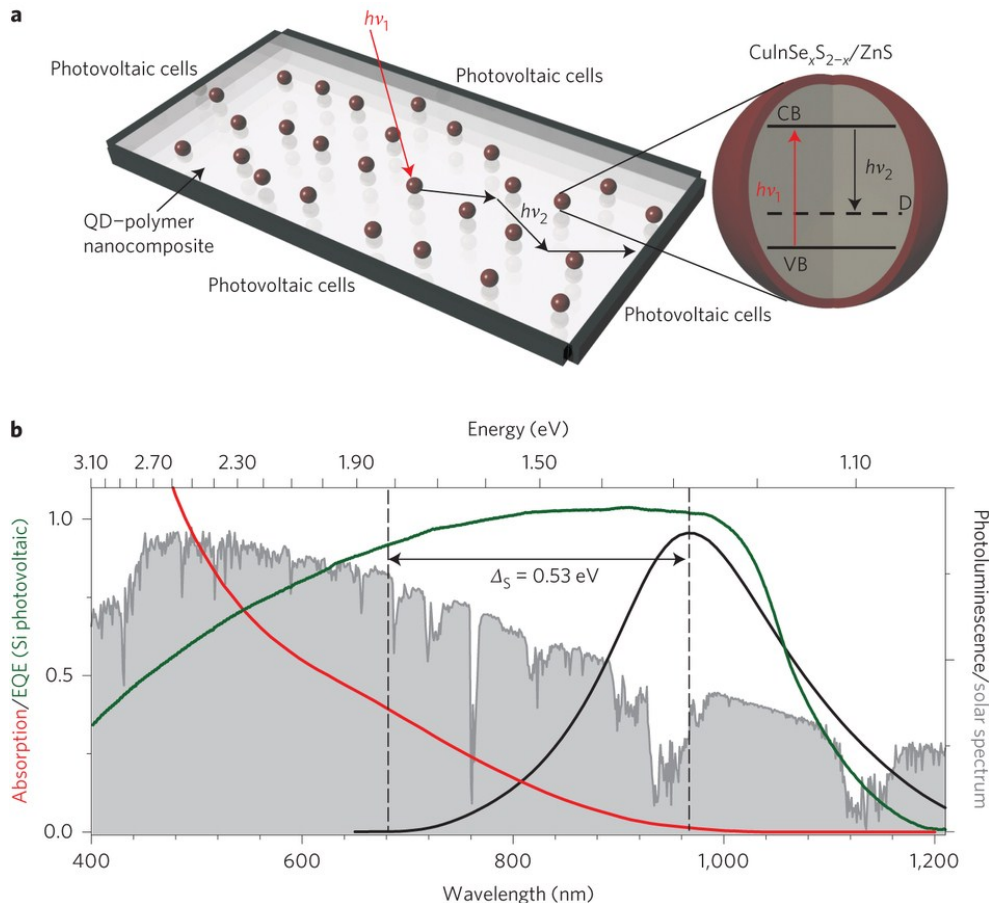 a
hν1
Photovoltaic cells
Photovoltaic cells
CuInSexS2−x/ZnS
CB
hν1
hν2
D
VB
hν2
QD–polymer
nanocomposite
Photovoltaic cells
Photovoltaic cells
b
Energy (eV)
3.10 2.70 2.30 1.90 1.50 1.10
1.0
0.5
0.0
Absorption/EQE (Si photovoltaic)
ΔS = 0.53 eV
Photoluminescence/solar spectrum
400 600 800 1,000 1,200
Wavelength (nm)